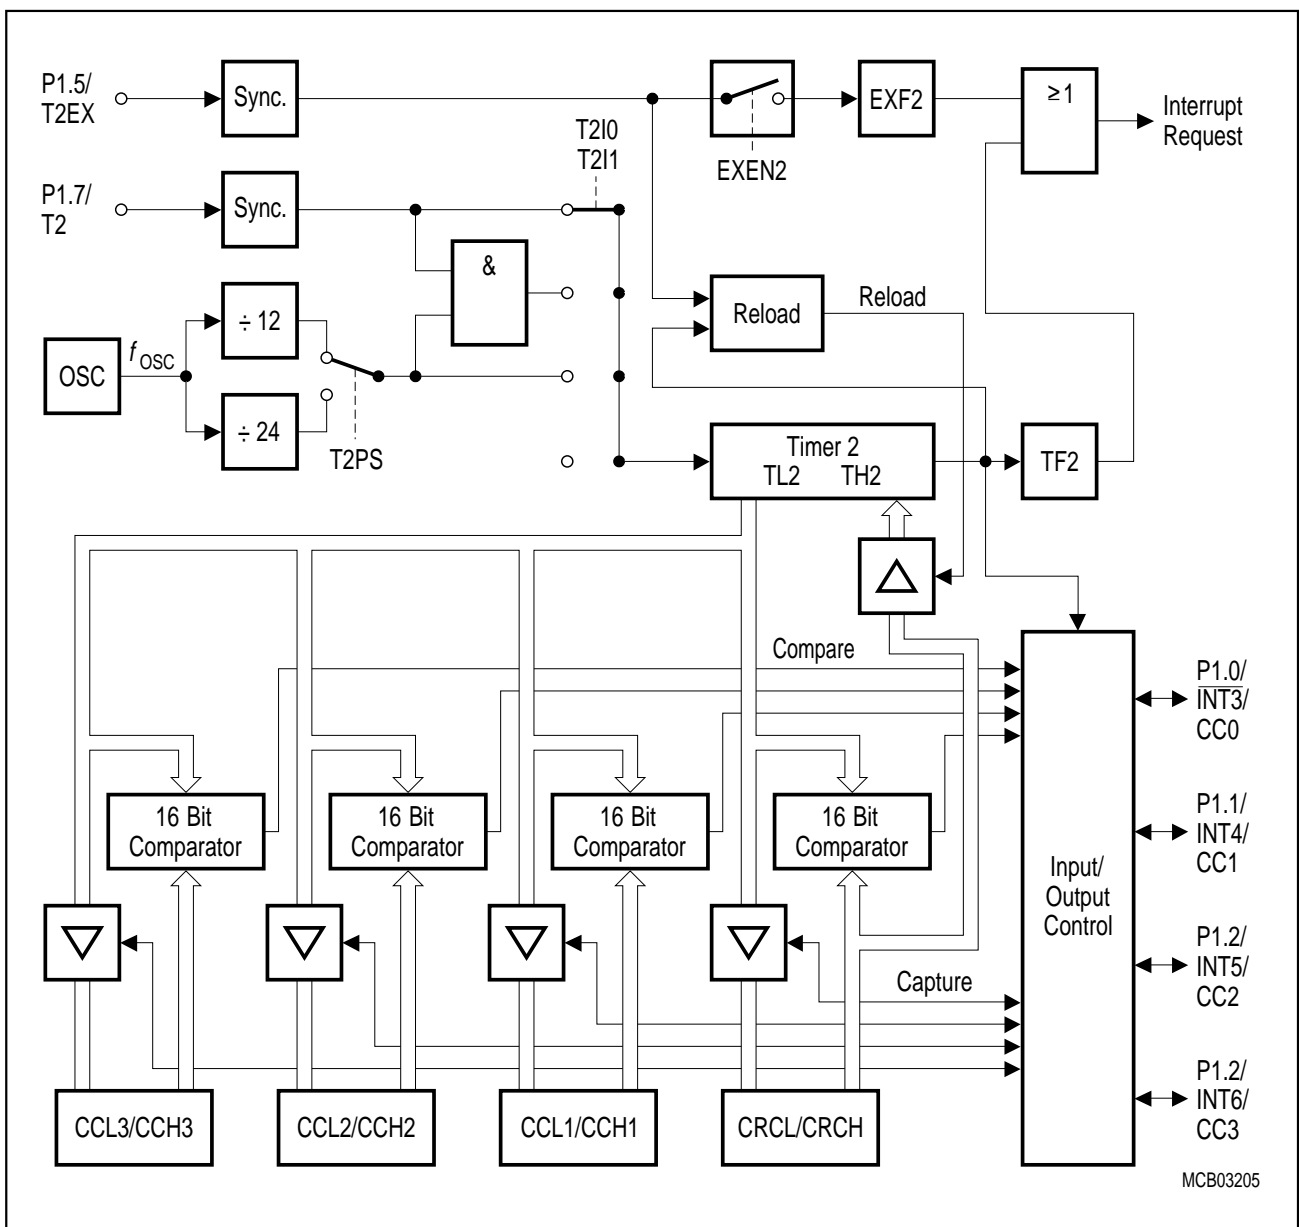 P1.5/
T2EX
Sync.
EXF2
≥1
Interrupt
Request
T2I0
T2I1
EXEN2
P1.7/
T2
Sync.
&
÷ 12
Reload
Reload
OSC
f OSC
÷ 24
T2PS
Timer 2
TL2 TH2
TF2
Compare
P1.0/
INT3/
CC0
16 Bit
Comparator
16 Bit
Comparator
16 Bit
Comparator
16 Bit
Comparator
P1.1/
INT4/
CC1
Input/
Output
Control
P1.2/
INT5/
CC2
Capture
P1.2/
INT6/
CC3
CCL3/CCH3
CCL2/CCH2
CCL1/CCH1
CRCL/CRCH
MCB03205